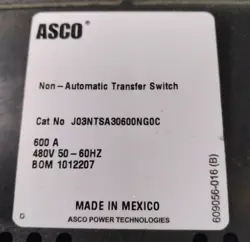 ASCO®
Non-Automatic Transfer Switch
Cat No J03NTSA30600NG0C
600 A
480V 50-60HZ
BOM 1012207
MADE IN MEXICO
ASCO POWER TECHNOLOGIES
609056-016 (B)